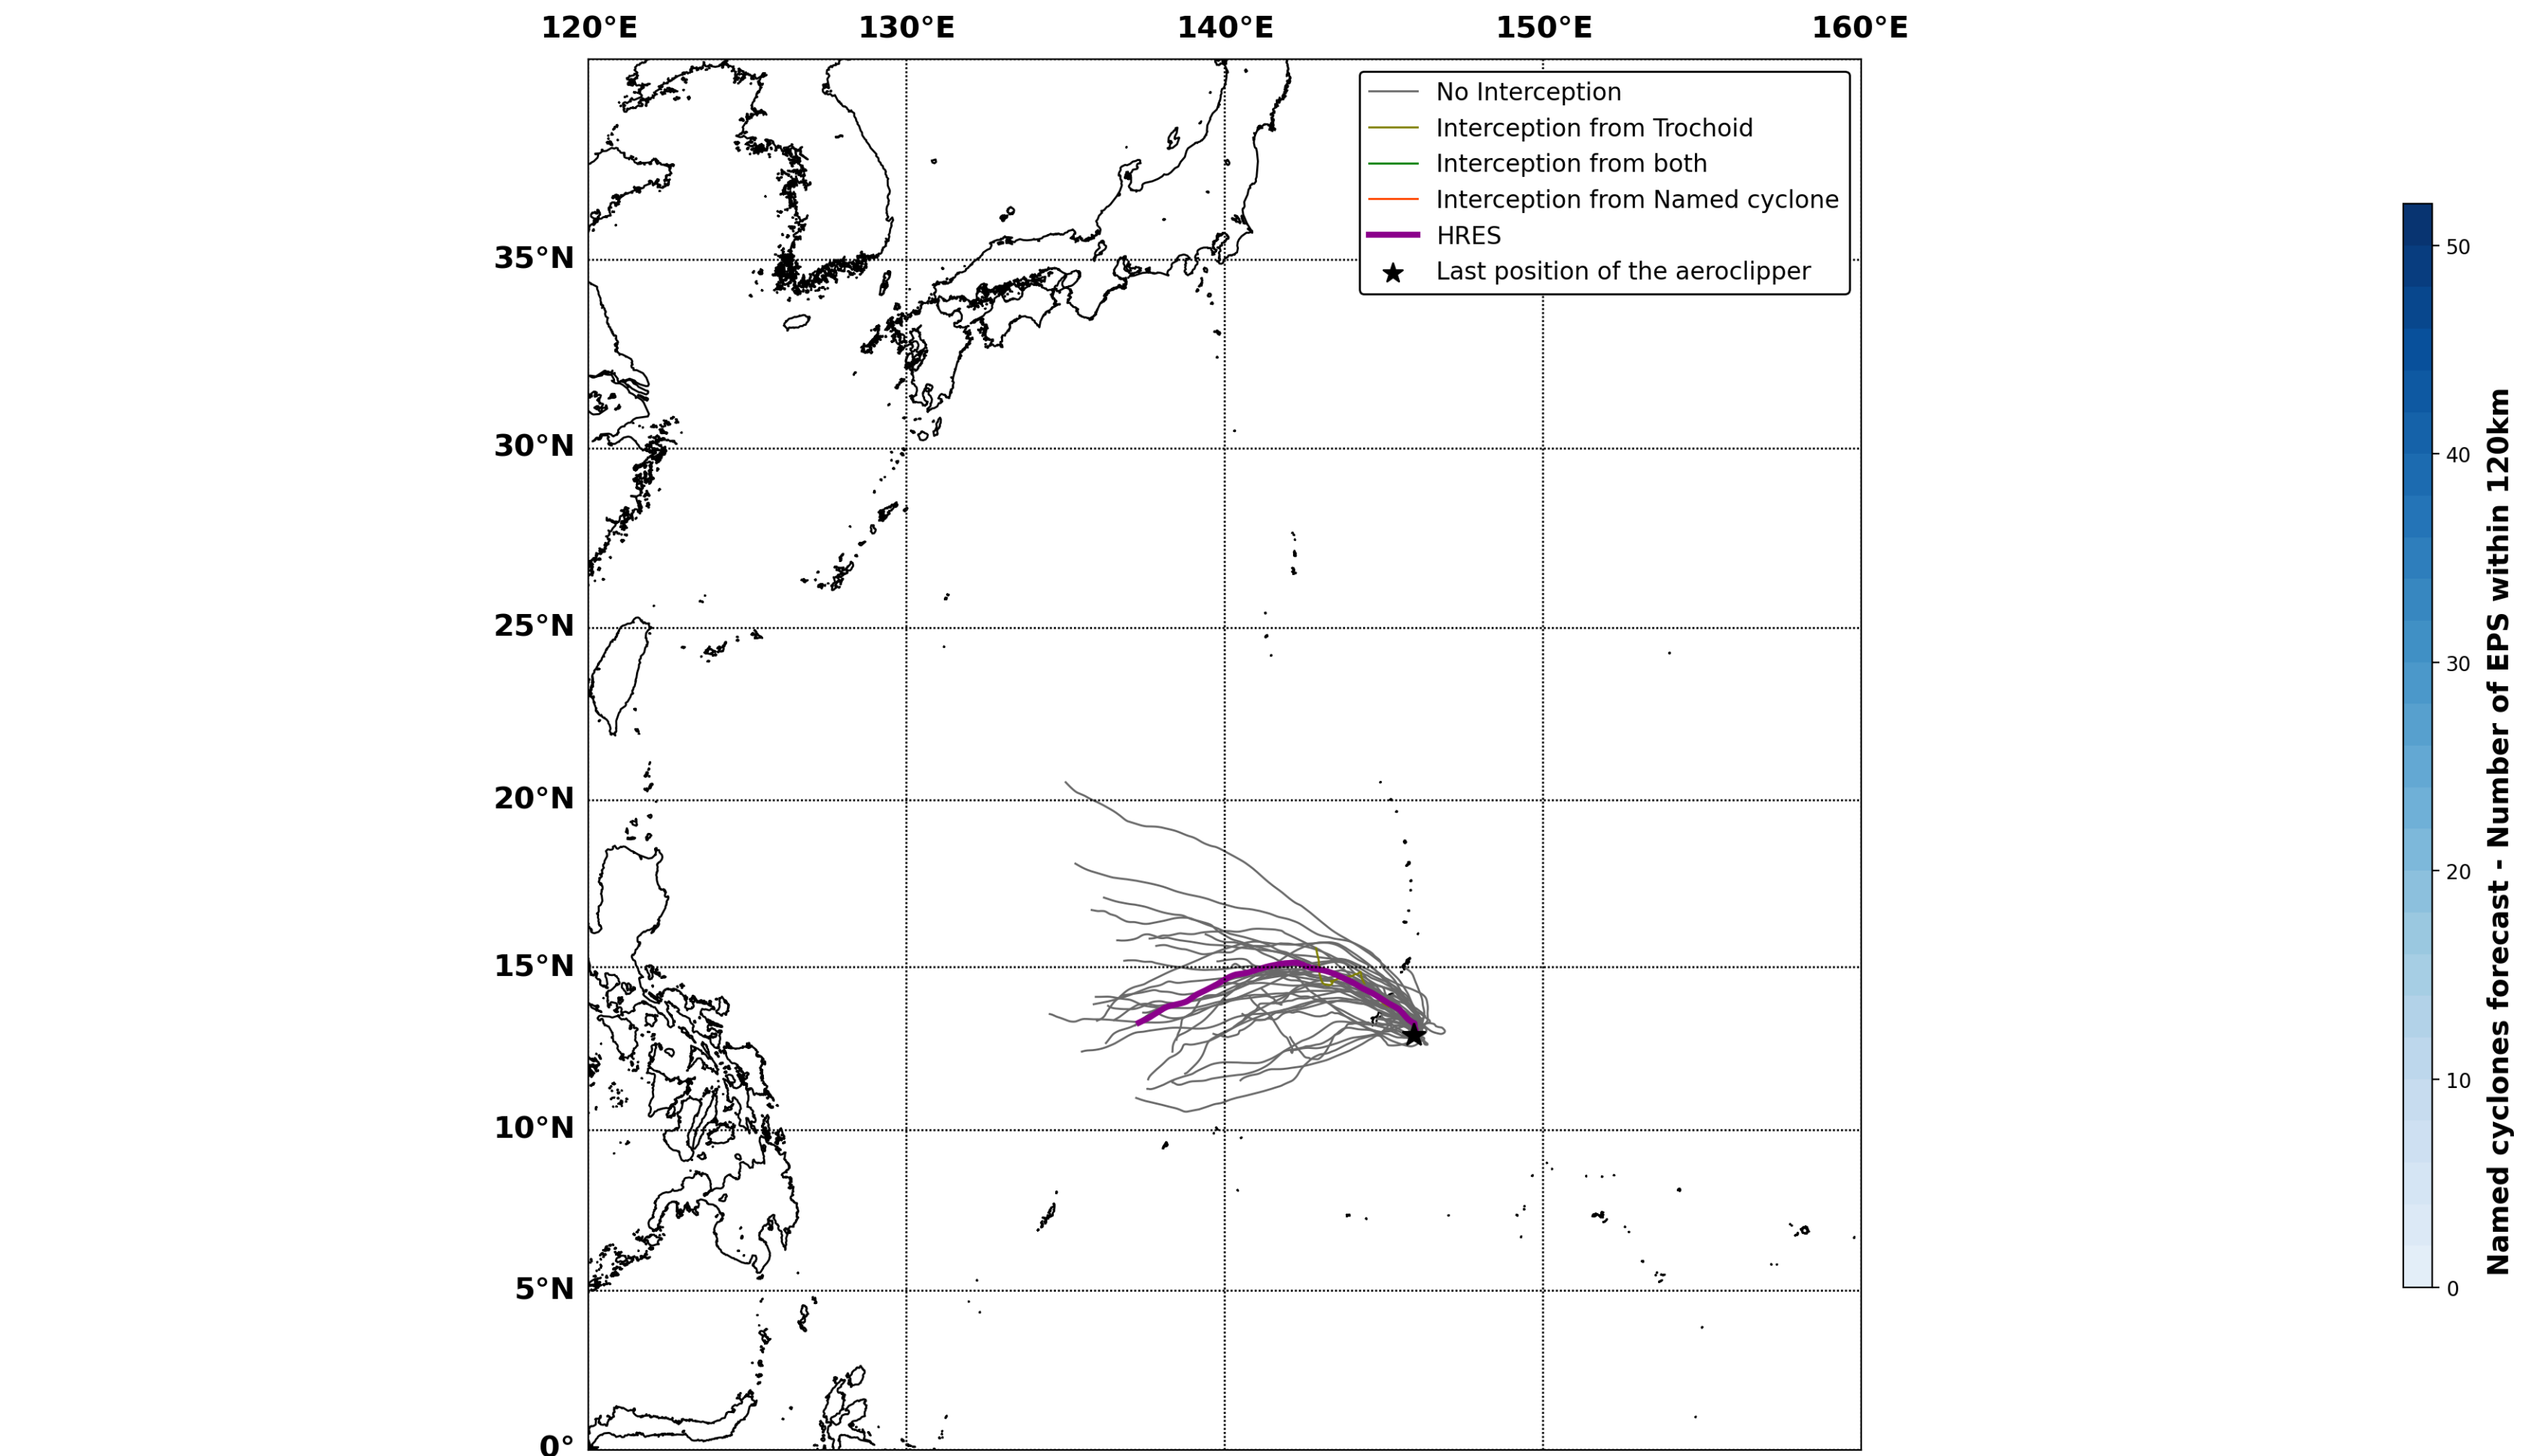 120°E 130°E 140°E 150°E 160°E
No Interception
Interception from Trochoid
Interception from both
Interception from Named cyclone
HRES
Last position of the aeroclipper
35°N
30°N
25°N
20°N
15°N
10°N
5°N
0°
50
40
30
20
10
0
Named cyclones forecast - Number of EPS within 120km